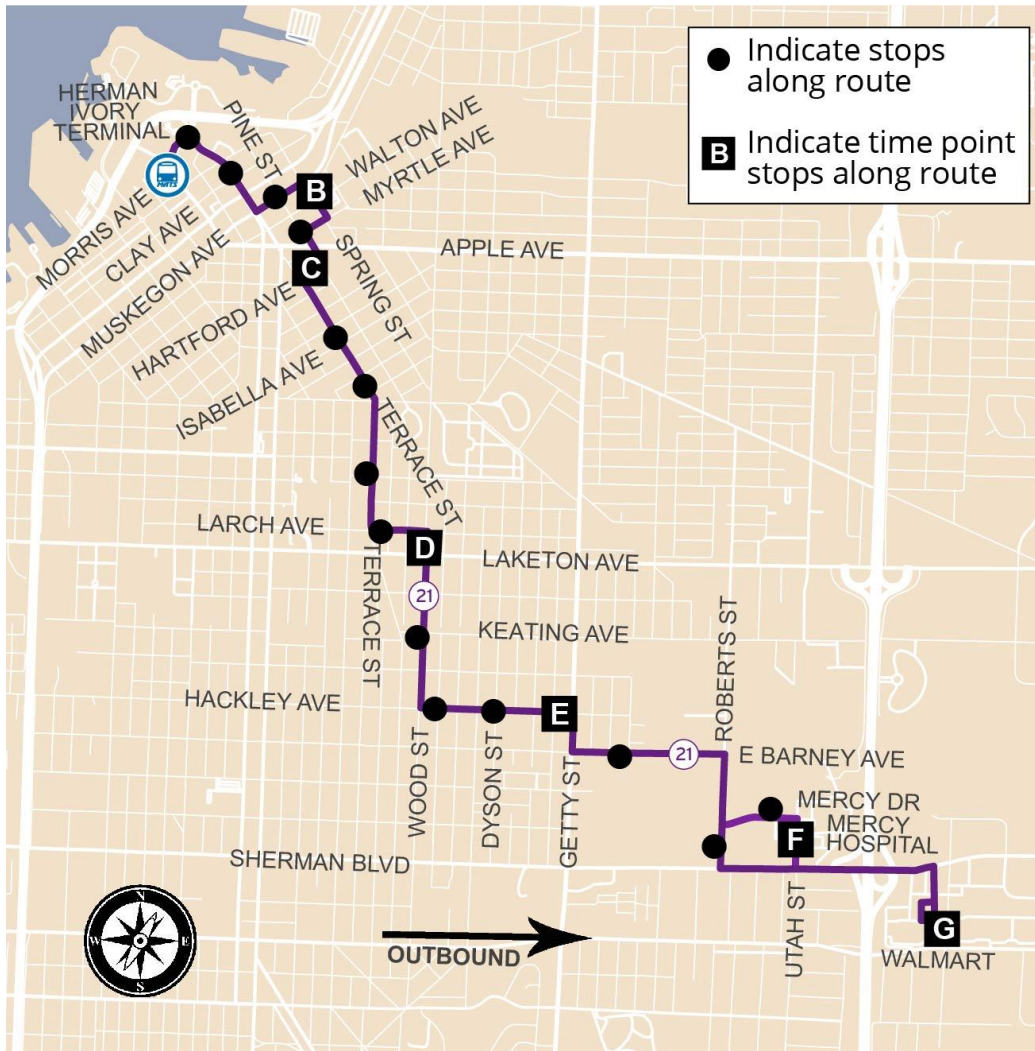 Indicate stops
along route
B
Indicate time point
stops along route
HERMAN
IVORY
TERMINAL
PINE ST
WALTON AVE
MYRTLE AVE
B
MATS
MORRIS AVE
CLAY AVE
MUSKEGON AVE
SPRING ST
APPLE AVE
C
HARTFORD AVE
ISABELLA AVE
TERRACE ST
LARCH AVE
D
LAKETON AVE
TERRACE ST
21
KEATING AVE
ROBERTS ST
HACKLEY AVE
E
WOOD ST
DYSON ST
GETTY ST
21
E BARNEY AVE
MERCY DR
MERCY
HOSPITAL
F
SHERMAN BLVD
UTAH ST
G
WALMART
N
W
E
S
OUTBOUND